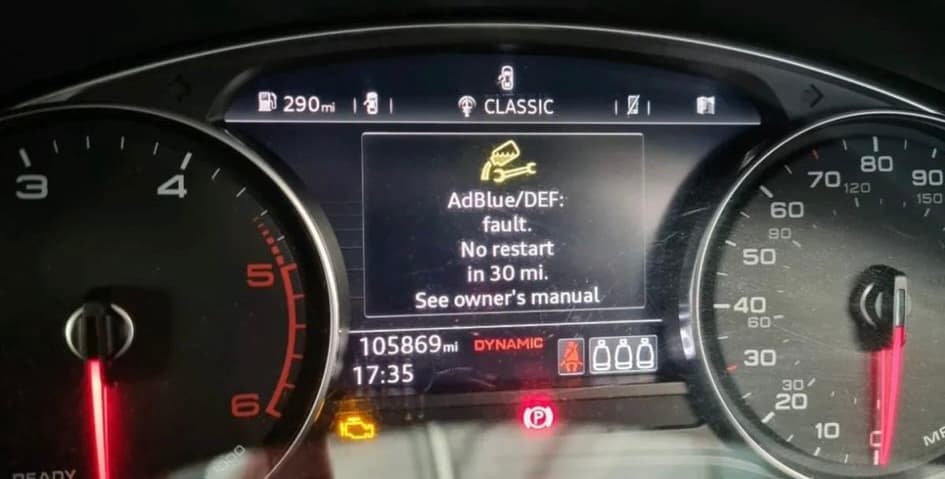 290mi
CLASSIC
AdBlue/DEF:
fault.
No restart
in 30 mi.
See owner's manual
105869mi DYNAMIC
17:35
P
3
4
5
6
READY
10
20
30
40
50
60
70
80
90
30
60
90
120
150